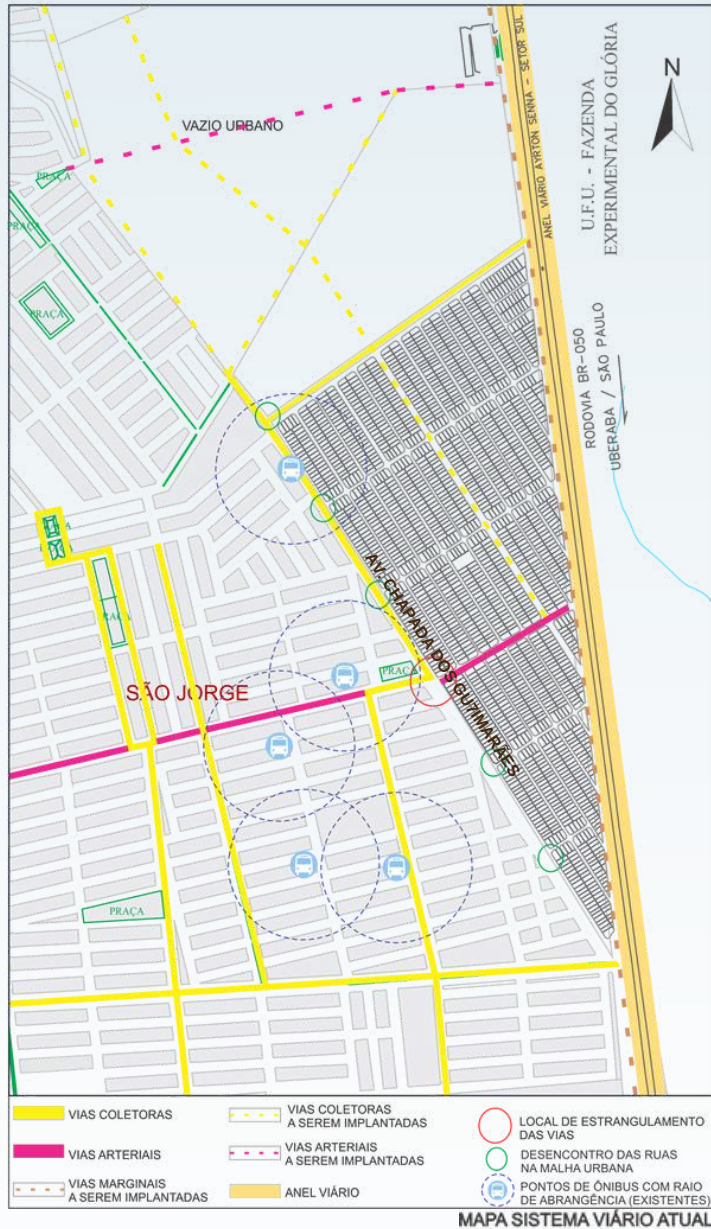 N
U.F.U. - FAZENDA
EXPERIMENTAL DO GLÓRIA
ANEL VIÁRIO AYRTON SENNA - SETOR SUL
VAZIO URBANO
PRAÇA
PRAÇA
PRAÇA
RODOVIA BR-050
UBERABA / SÃO PAULO
AV. CHAPADA DOS GUIMARÃES
PRAÇA
SÃO JORGE
PRAÇA
VIAS COLETORAS
VIAS ARTERIAIS
VIAS MARGINAIS
A SEREM IMPLANTADAS
VIAS COLETORAS
A SEREM IMPLANTADAS
VIAS ARTERIAIS
A SEREM IMPLANTADAS
ANEL VIÁRIO
LOCAL DE ESTRANGULAMENTO
DAS VIAS
DESENCONTRO DAS RUAS
NA MALHA URBANA
PONTOS DE ÔNIBUS COM RAIO
DE ABRANGÊNCIA (EXISTENTES)
MAPA SISTEMA VIÁRIO ATUAL